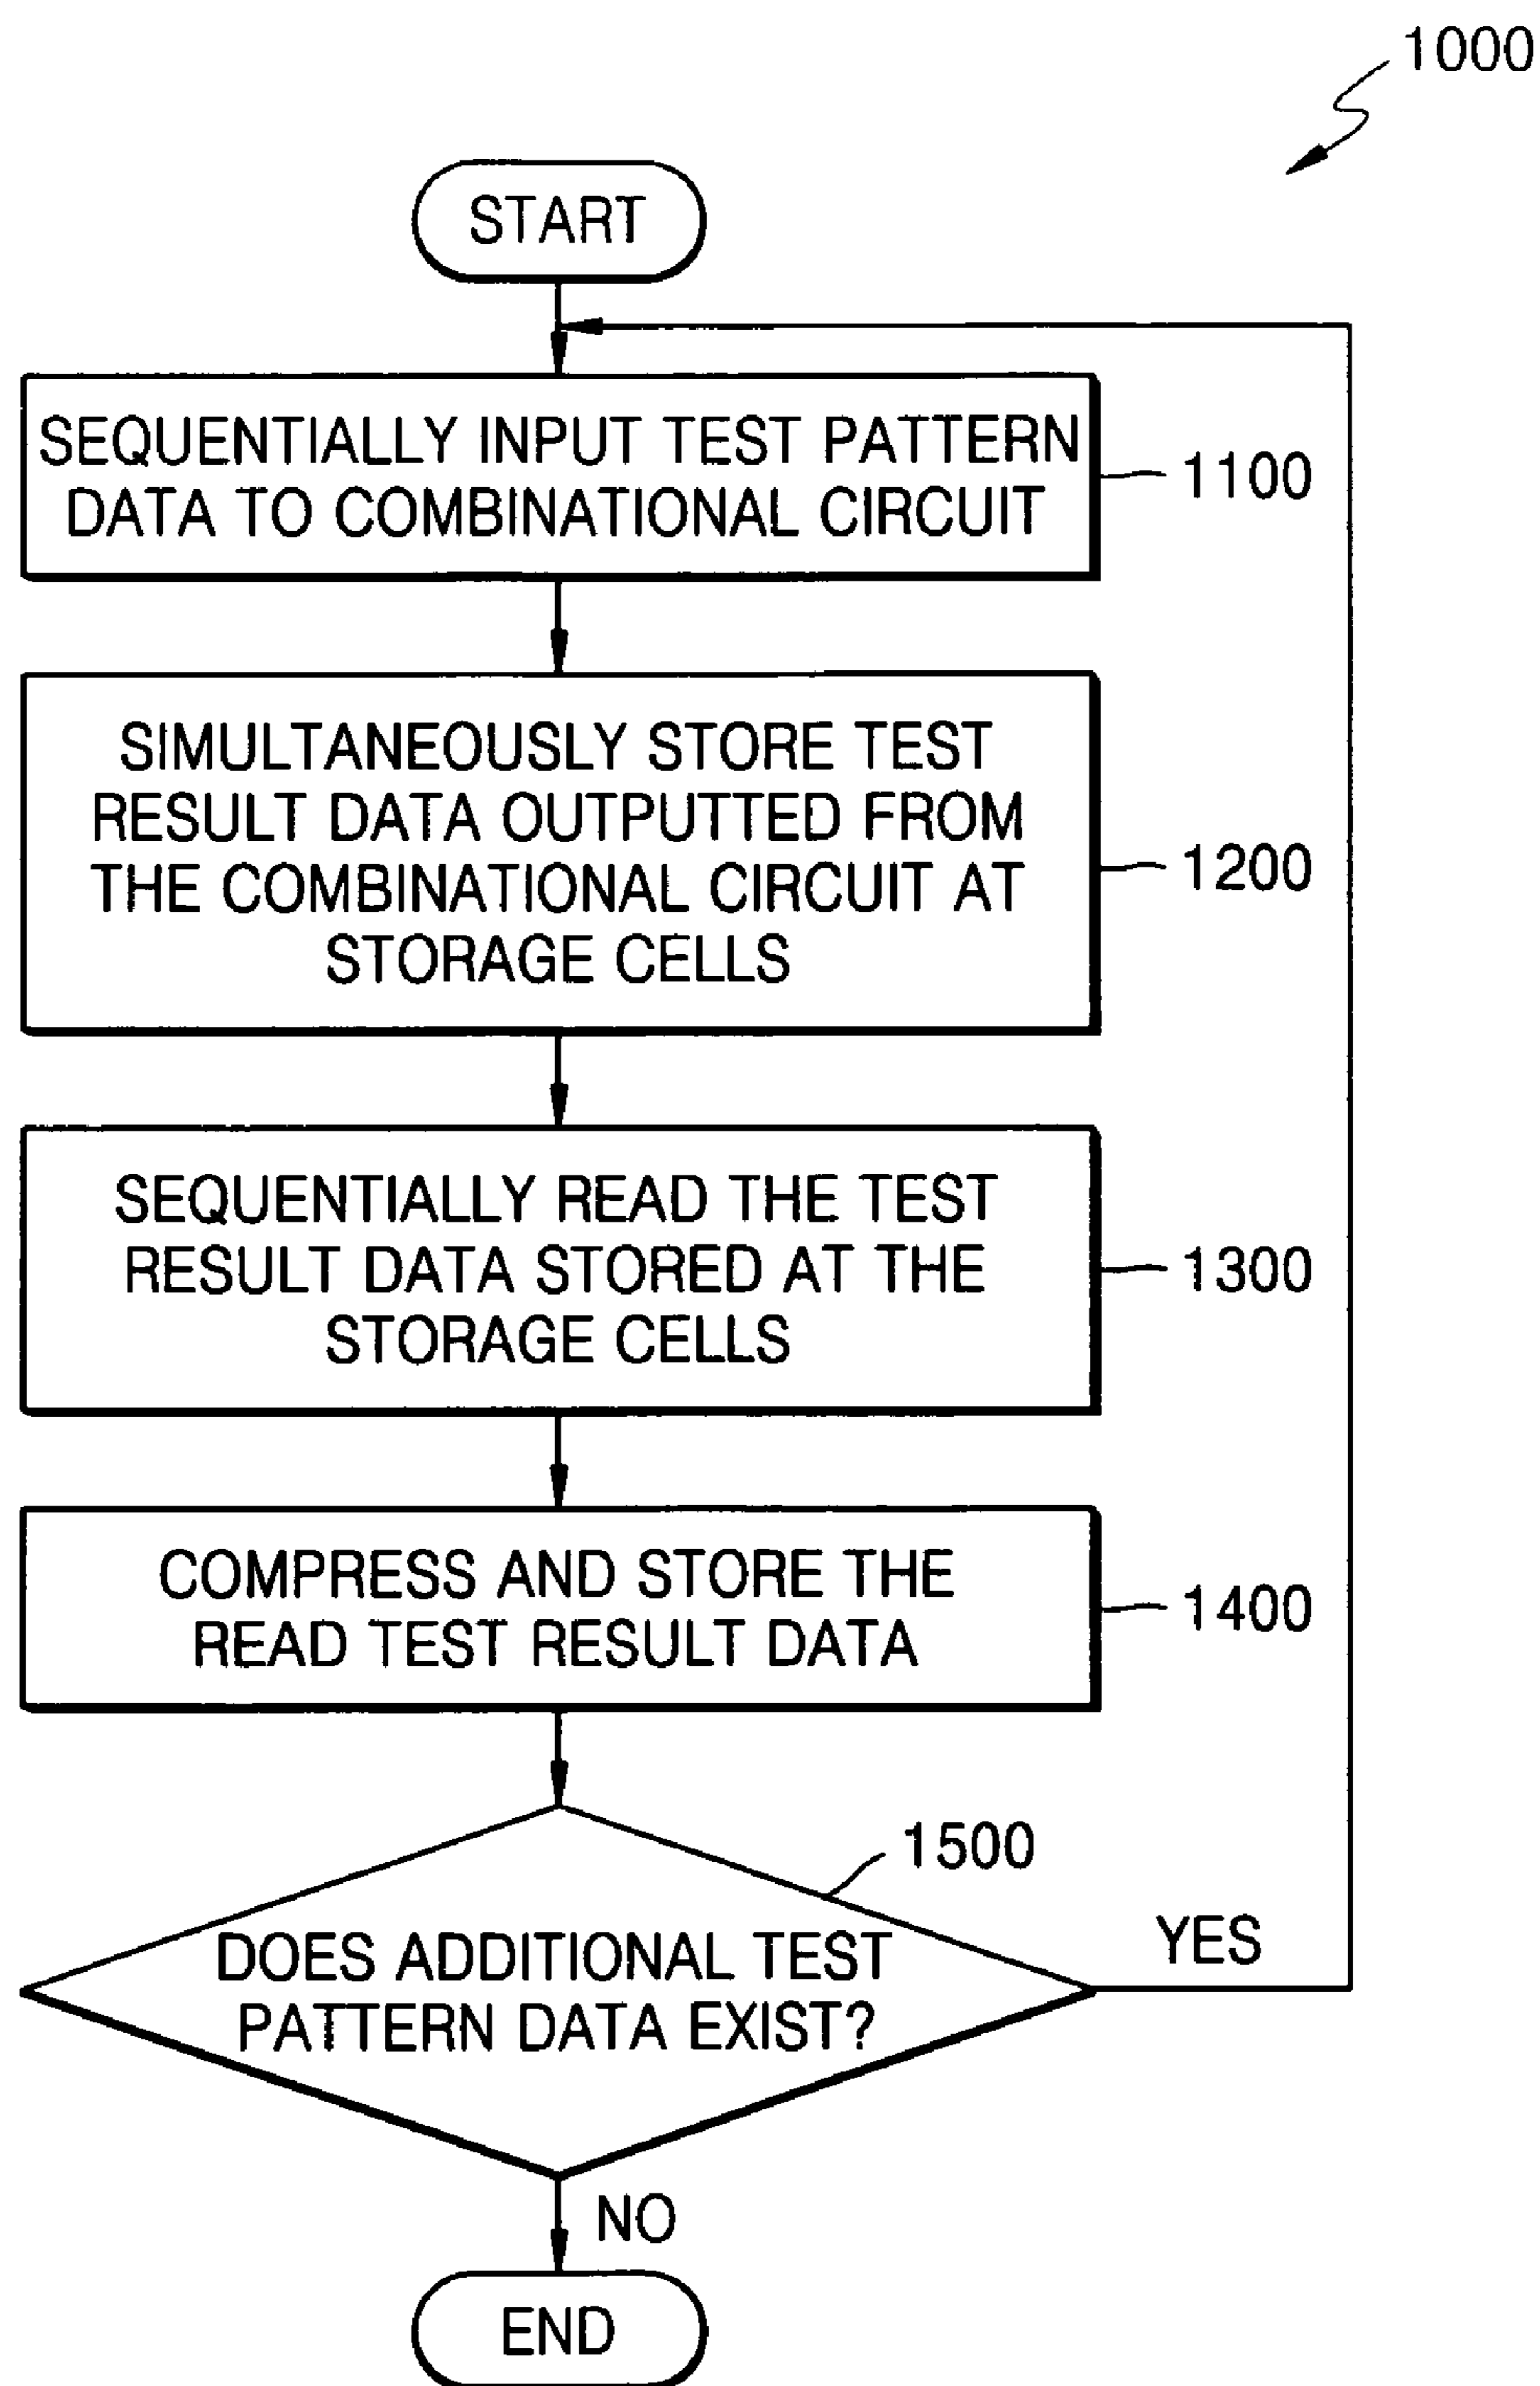 1000
START
SEQUENTIALLY INPUT TEST PATTERN
DATA TO COMBINATIONAL CIRCUIT
1100
SIMULTANEOUSLY STORE TEST
RESULT DATA OUTPUTTED FROM
THE COMBINATIONAL CIRCUIT AT
STORAGE CELLS
1200
SEQUENTIALLY READ THE TEST
RESULT DATA STORED AT THE
STORAGE CELLS
1300
COMPRESS AND STORE THE
READ TEST RESULT DATA
1400
1500
DOES ADDITIONAL TEST
PATTERN DATA EXIST?
YES
NO
END